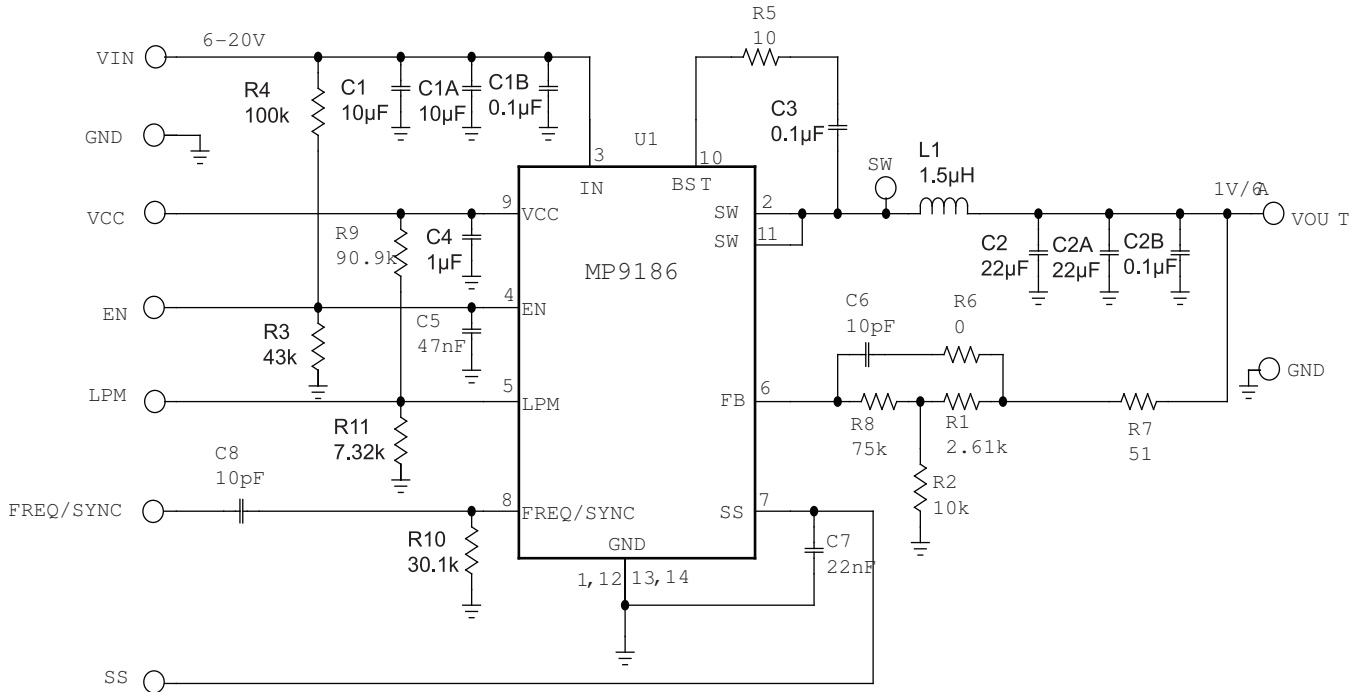 R5
10
6-20V
VIN
R4
100k
C1
10µF
C1A
10µF
C1B
0.1µF
C3
0.1µF
GND
U1
3
10
IN
BST
SW
L1
1.5µH
1V/6A
VOUT
VCC
9
VCC
SW
2
SW
11
R9
90.9k
C4
1µF
C2
22µF
C2A
22µF
C2B
0.1µF
MP9186
EN
4
EN
C5
47nF
R3
43k
C6
10pF
R6
0
GND
LPM
5
LPM
FB
6
R11
7.32k
R8
75k
R1
2.61k
R7
51
C8
10pF
R2
10k
FREQ/SYNC
8
FREQ/SYNC
SS
7
R10
30.1k
GND
C7
22nF
1,12
13,14
SS